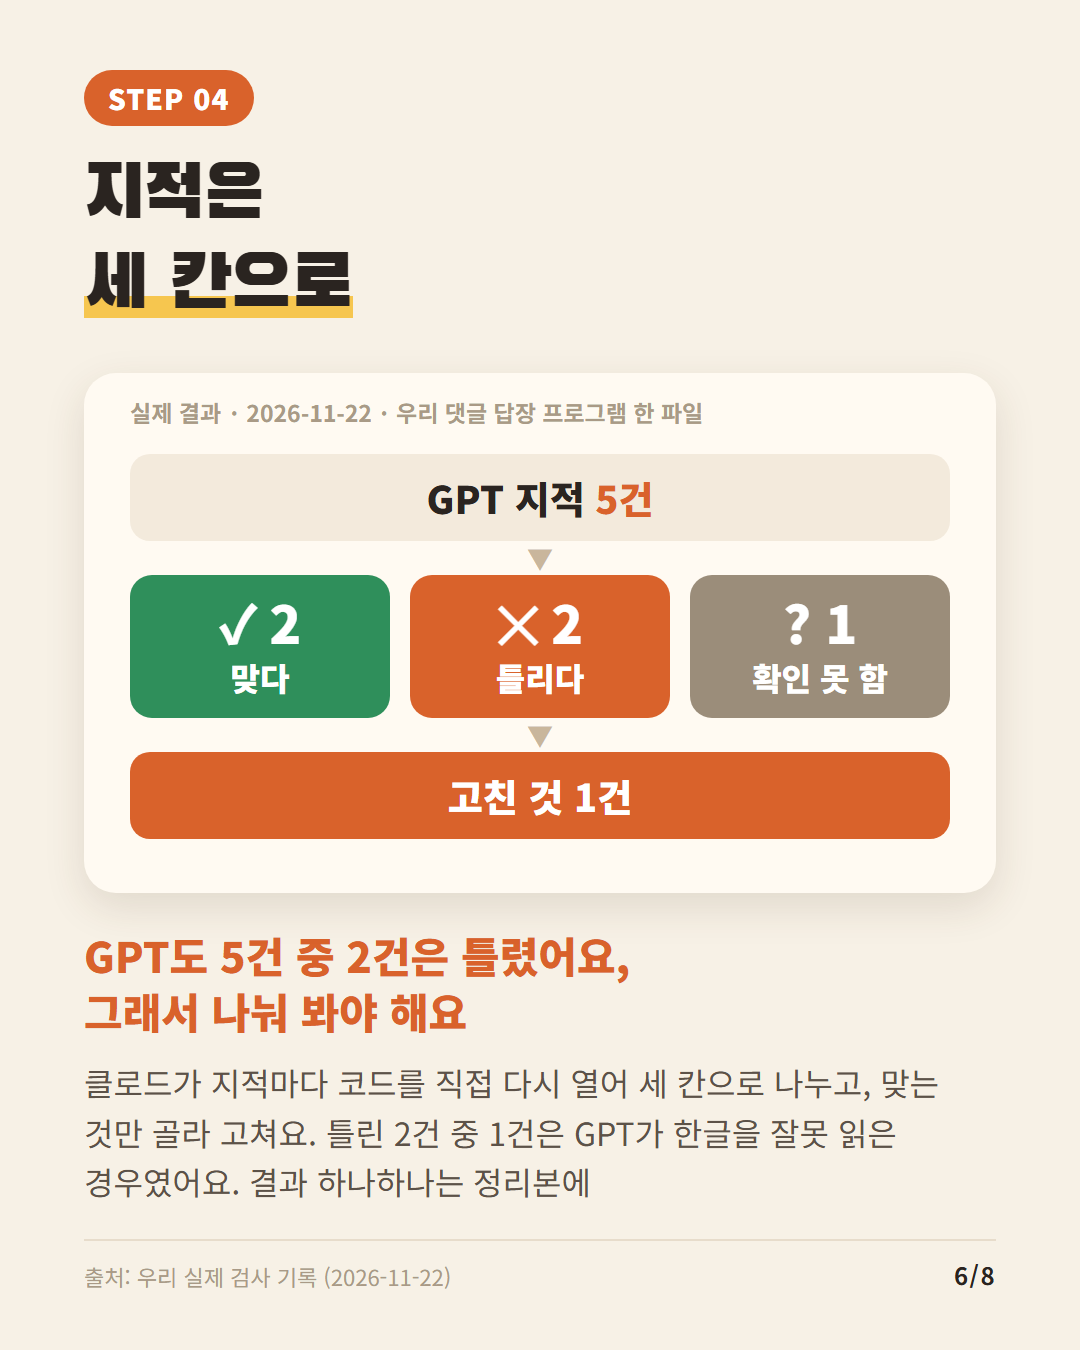 STEP 04
지적은
세 칸으로
실제 결과 · 2026-11-22 · 우리 댓글 답장 프로그램 한 파일
GPT 지적 5건
▼
✓ 2
맞다
✕ 2
틀리다
? 1
확인 못 함
▼
고친 것 1건
GPT도 5건 중 2건은 틀렸어요,
그래서 나눠 봐야 해요
클로드가 지적마다 코드를 직접 다시 열어 세 칸으로 나누고, 맞는
것만 골라 고쳐요. 틀린 2건 중 1건은 GPT가 한글을 잘못 읽은
경우였어요. 결과 하나하나는 정리본에
출처: 우리 실제 검사 기록 (2026-11-22)
6/8